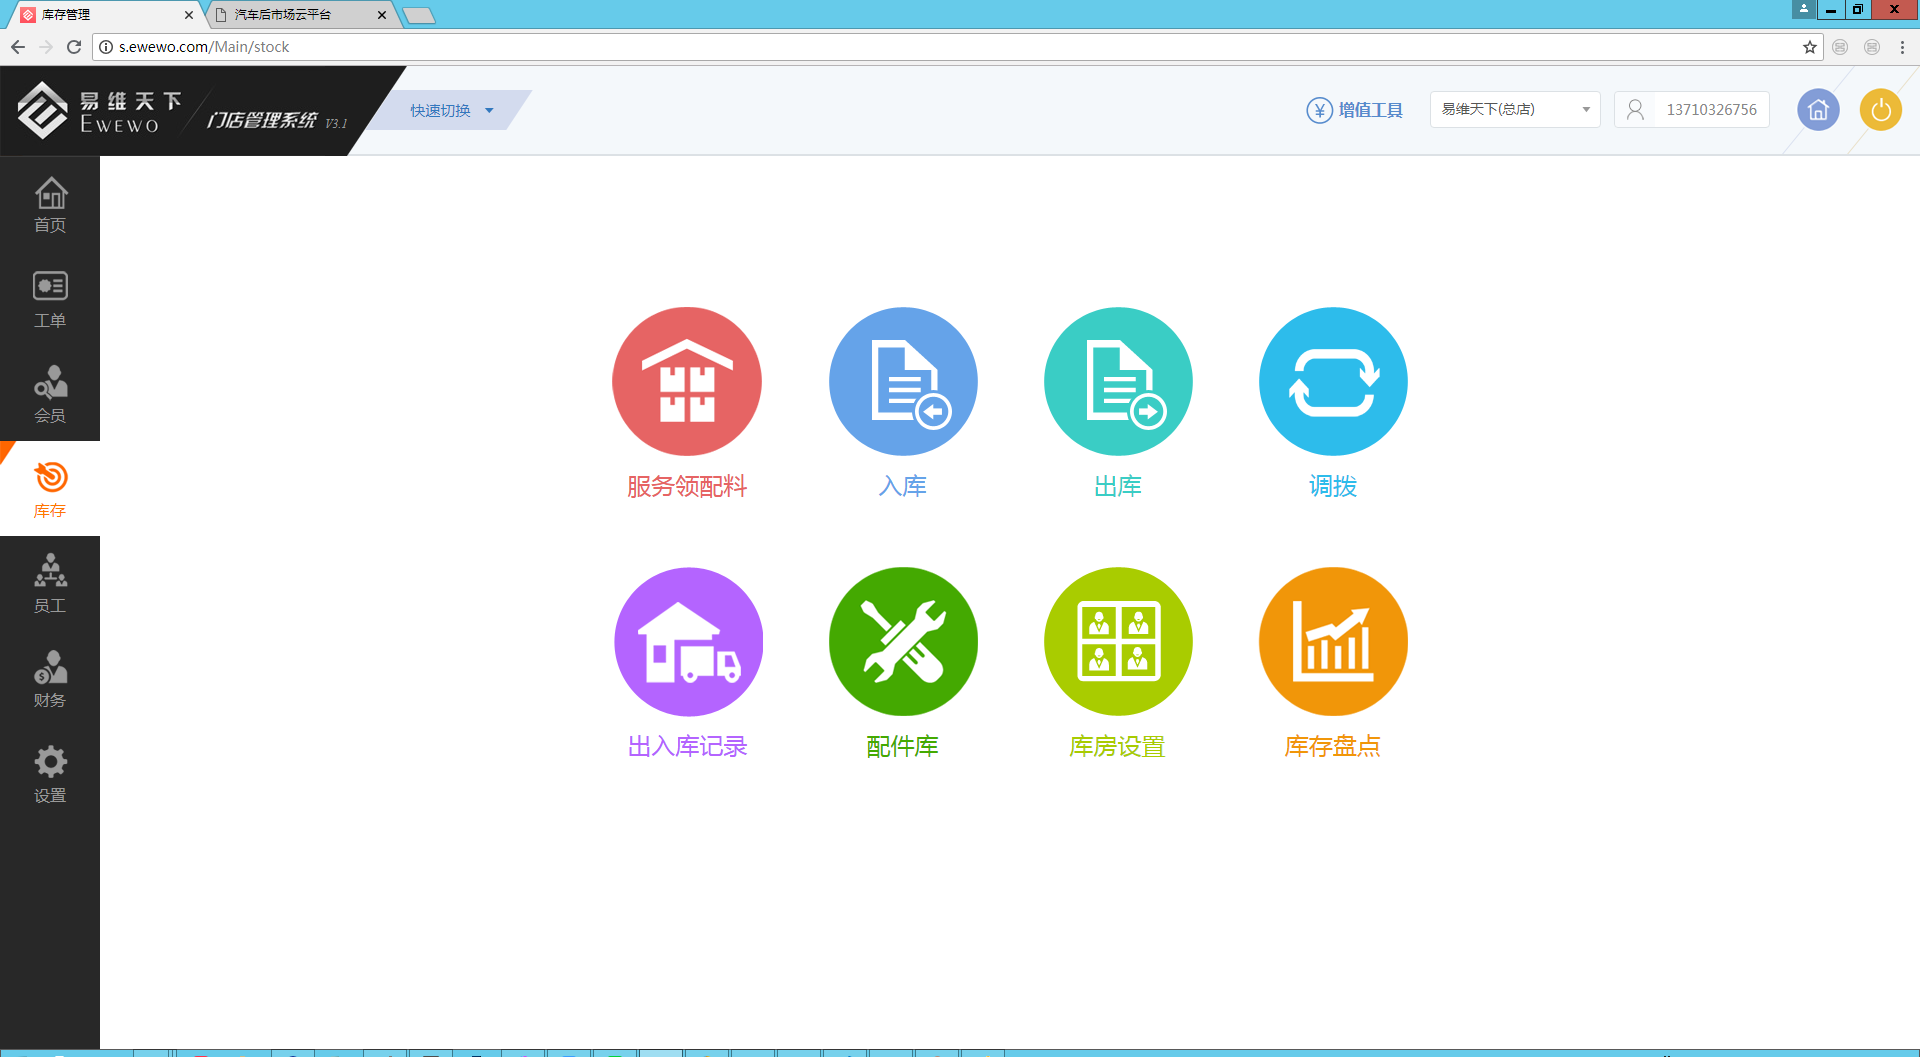 库存管理
汽车后市场云平台
s.ewewo.com/Main/stock
易维天下
EWEWO
门店管理系统 V3.1
快速切换
¥ 增值工具
易维天下(总店)
13710326756
首页
工单
会员
库存
员工
财务
设置
服务领配料
入库
出库
调拨
出入库记录
配件库
库房设置
库存盘点